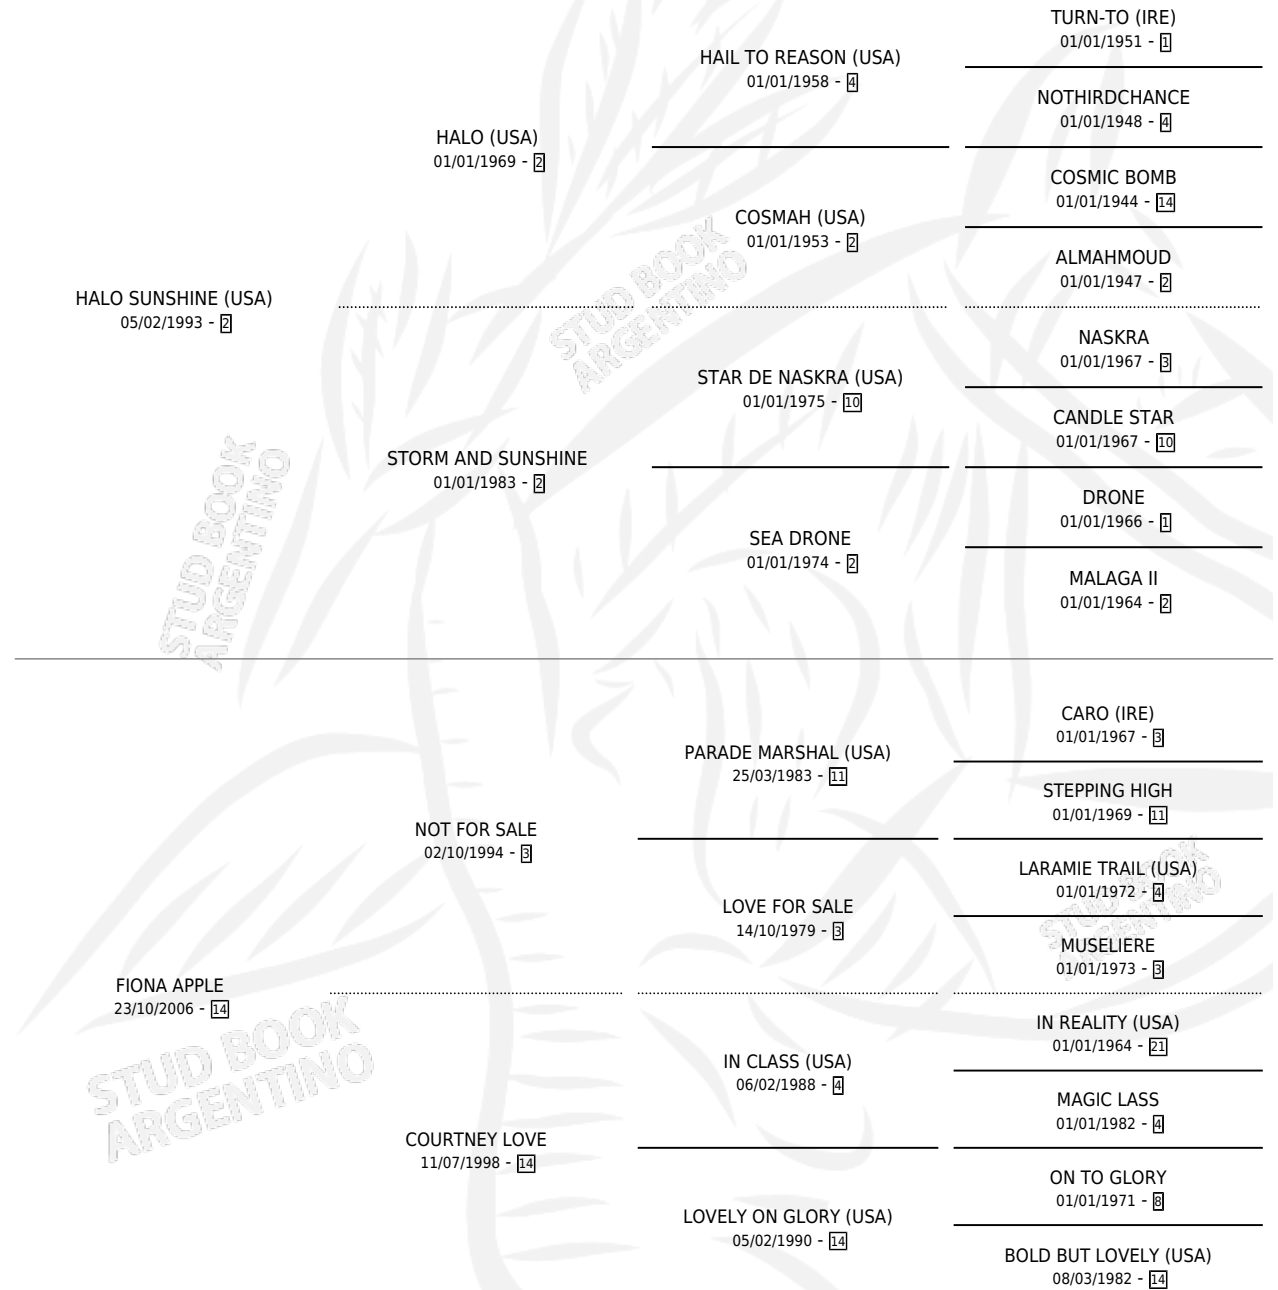 TURN-TO (IRE)
01/01/1951 - 1
HAIL TO REASON (USA)
01/01/1958 - 4
NOTHIRDCHANCE
01/01/1948 - 4
HALO (USA)
01/01/1969 - 2
COSMIC BOMB
01/01/1944 - 14
COSMAH (USA)
01/01/1953 - 2
ALMAHMOUD
01/01/1947 - 2
HALO SUNSHINE (USA)
05/02/1993 - 2
NASKRA
01/01/1967 - 3
STAR DE NASKRA (USA)
01/01/1975 - 10
CANDLE STAR
01/01/1967 - 10
STORM AND SUNSHINE
01/01/1983 - 2
DRONE
01/01/1966 - 1
SEA DRONE
01/01/1974 - 2
MALAGA II
01/01/1964 - 2
CARO (IRE)
01/01/1967 - 3
PARADE MARSHAL (USA)
25/03/1983 - 11
STEPPING HIGH
01/01/1969 - 11
NOT FOR SALE
02/10/1994 - 3
LARAMIE TRAIL (USA)
01/01/1972 - 4
LOVE FOR SALE
14/10/1979 - 3
MUSELIERE
01/01/1973 - 3
FIONA APPLE
23/10/2006 - 14
IN REALITY (USA)
01/01/1964 - 21
IN CLASS (USA)
06/02/1988 - 4
MAGIC LASS
01/01/1982 - 4
COURTNEY LOVE
11/07/1998 - 14
ON TO GLORY
01/01/1971 - 8
LOVELY ON GLORY (USA)
05/02/1990 - 14
BOLD BUT LOVELY (USA)
08/03/1982 - 14
STUD BOOK
ARGENTINO
STUD BOOK
ARGENTINO
STUD BOOK
ARGENTINO
STUD BOOK
ARGENTINO